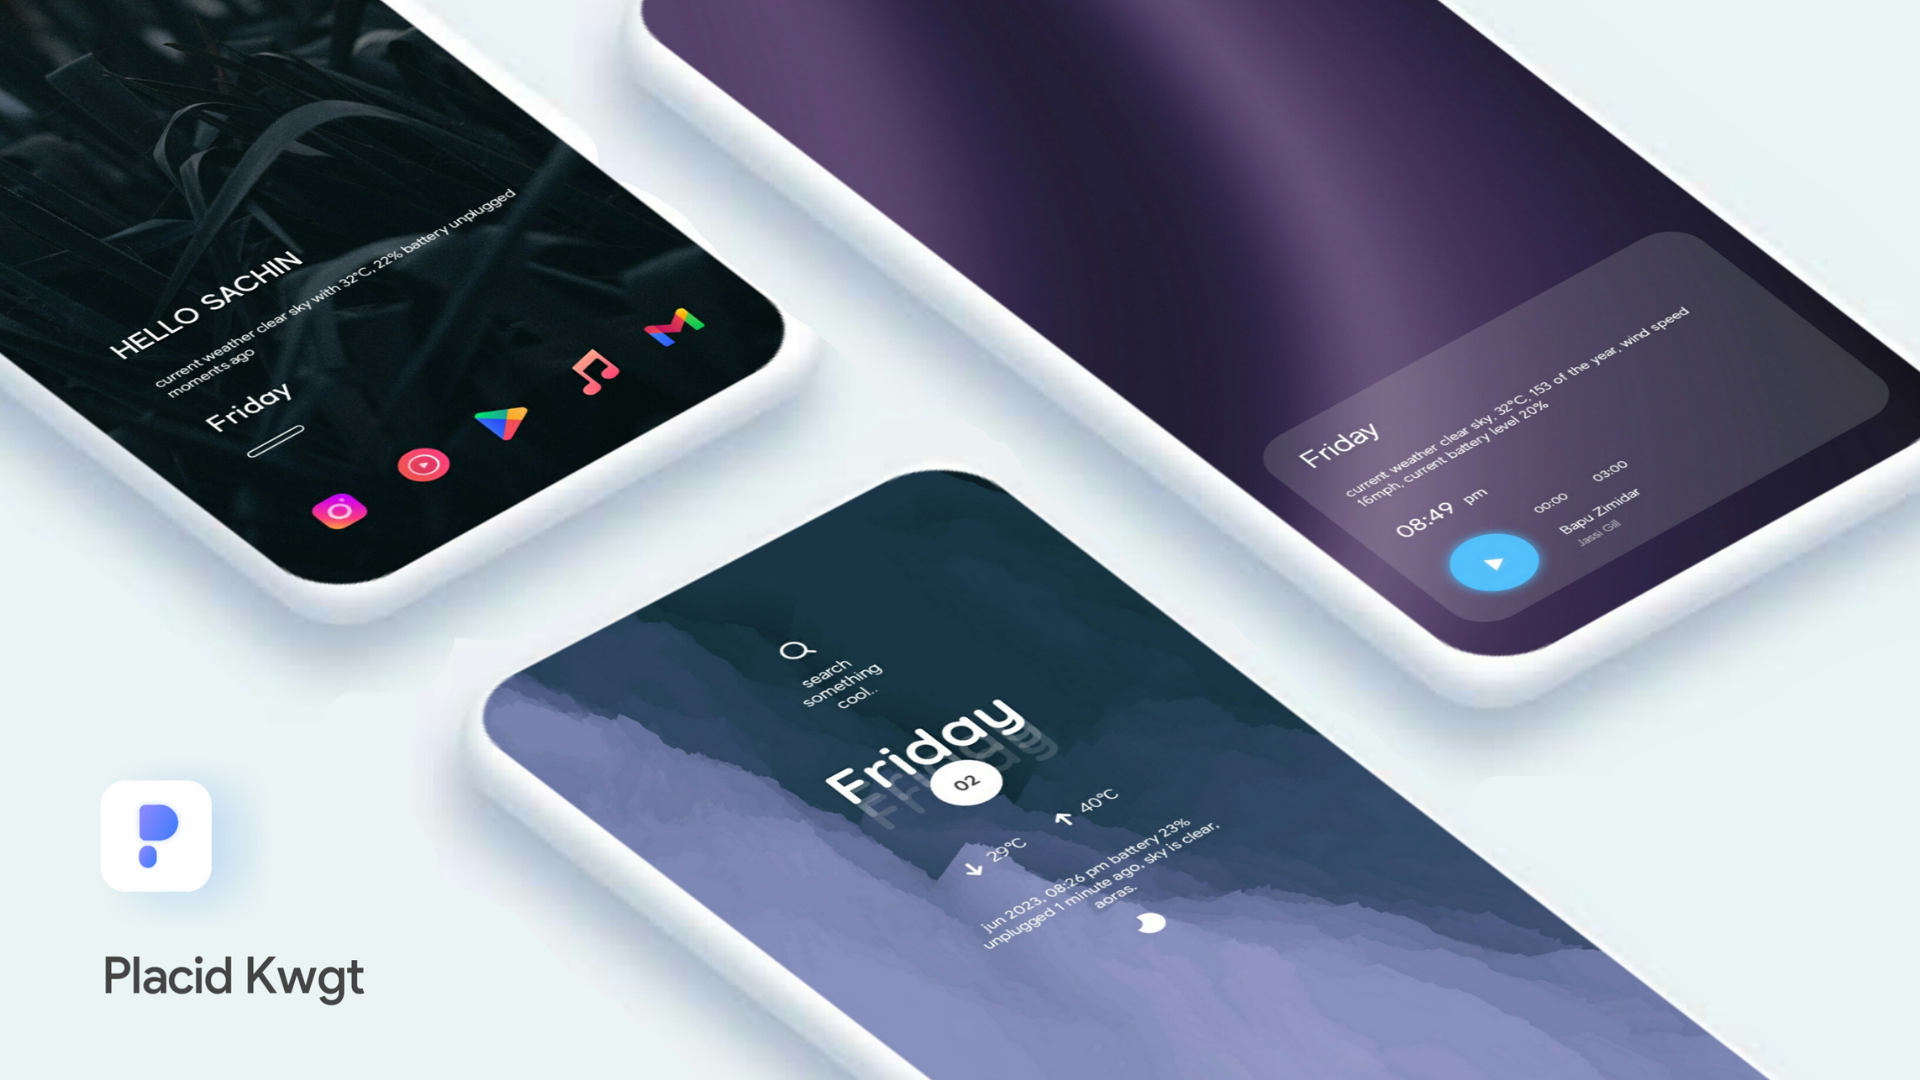 HELLO SACHIN
current weather clear sky with 32°C, 22% battery unplugged
moments ago
Friday
Friday
current weather clear sky, 32°C, 153 of the year, wind speed
16mph, current battery level 20%
08:49 pm
00:00 03:00
Bapu Zimidar
Jassi Gill
search
something
cool..
Friday
Friday
02
29°C 40°C
jun 2023, 08:26 pm battery 23%
unplugged 1 minute ago, sky is clear,
aoras.
Placid Kwgt